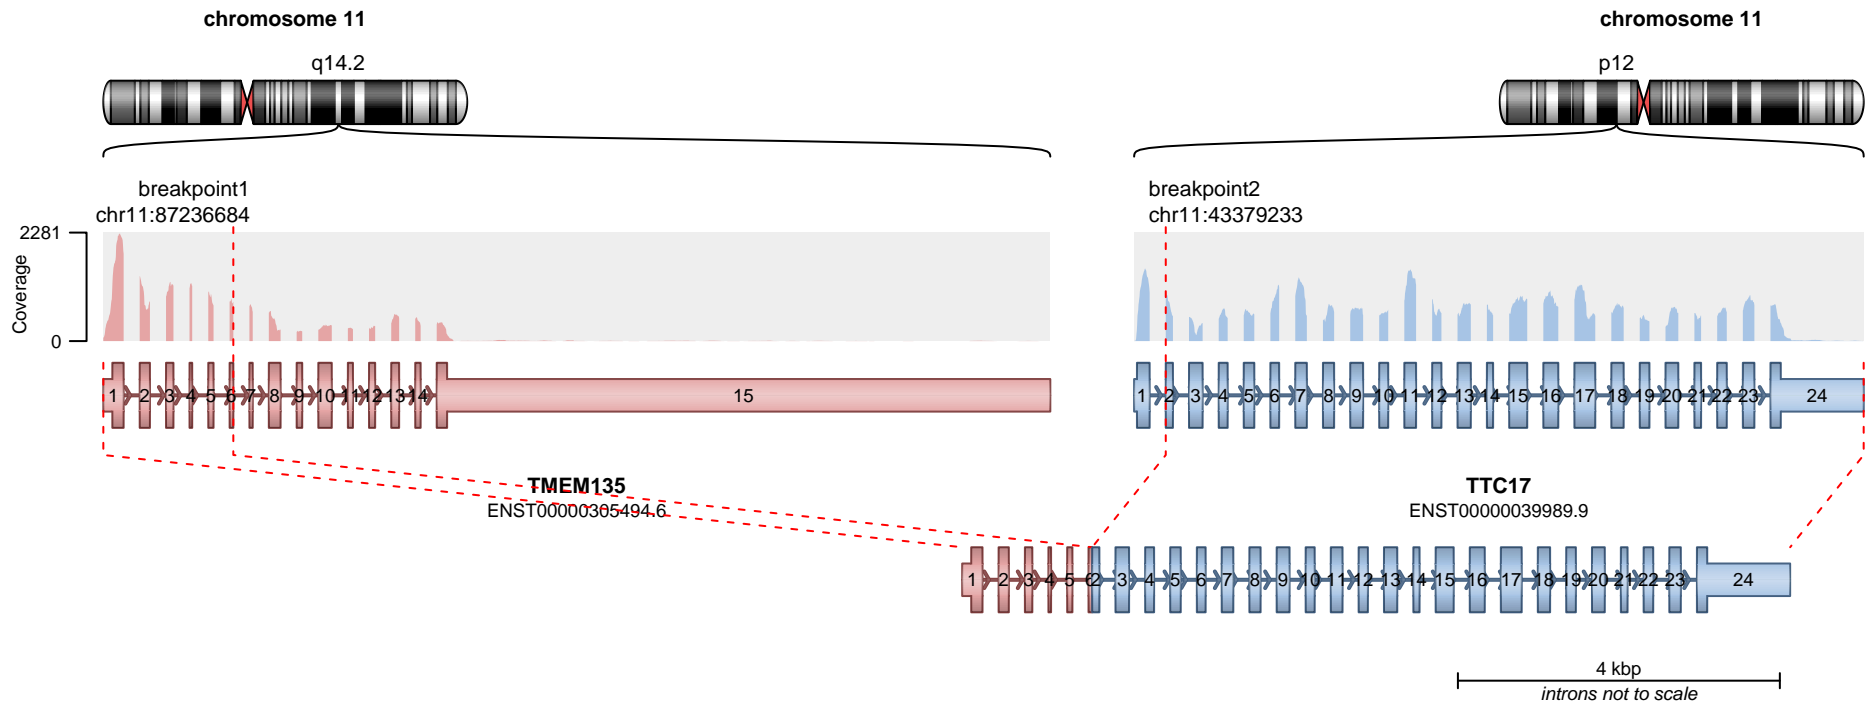 chromosome 11
chromosome 11
q14.2
p12
breakpoint1
chr11:87236684
breakpoint2
chr11:43379233
2281
Coverage
0
1 2 3 4 5 6 7 8 9 10 11 12 13 14 15
1 2 3 4 5 6 7 8 9 10 11 12 13 14 15 16 17 18 19 20 21 22 23 24
TMEM135
ENST00000305494.6
TTC17
ENST00000039989.9
1 2 3 4 5 6 2 3 4 5 6 7 8 9 10 11 12 13 14 15 16 17 18 19 20 21 22 23 24
4 kbp
introns not to scale